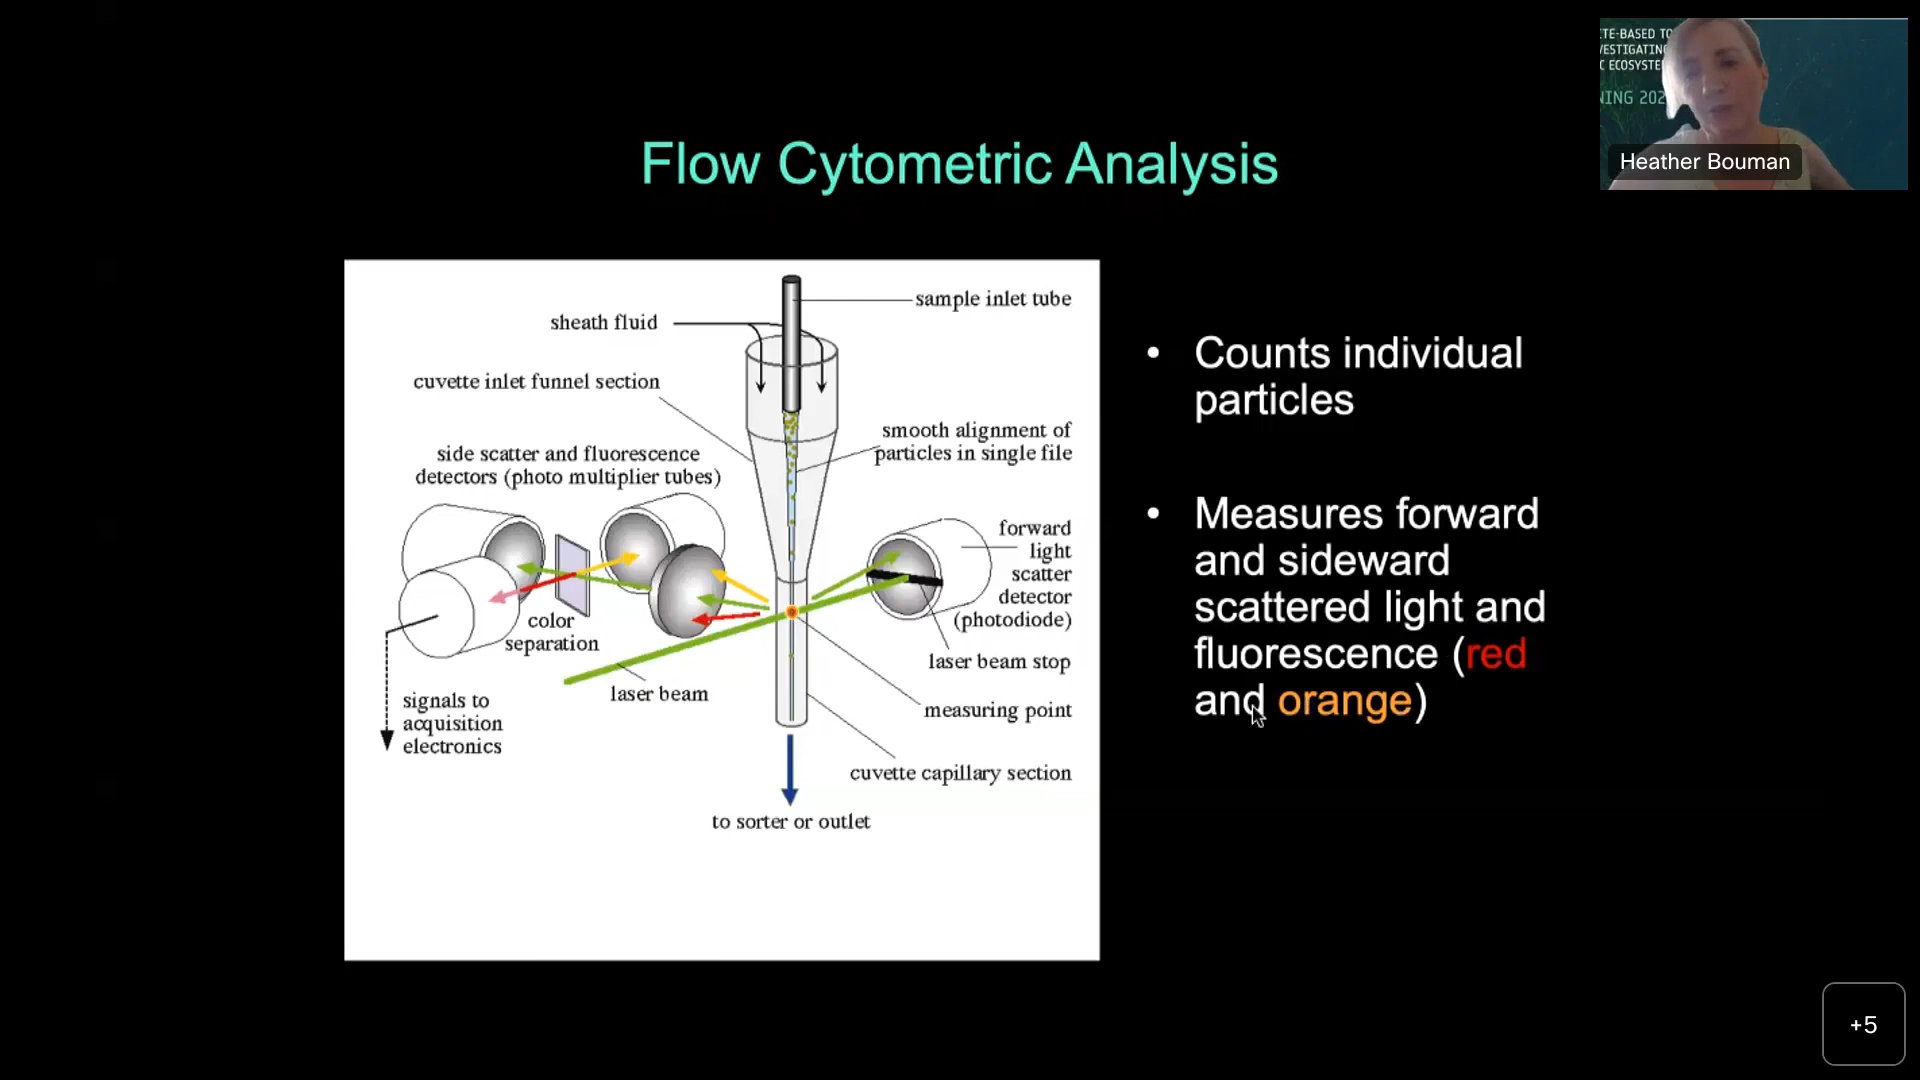 Flow Cytometric Analysis
sample inlet tube
sheath fluid
cuvette inlet funnel section
smooth alignment of
particles in single file
side scatter and fluorescence
detectors (photo multiplier tubes)
forward
light
scatter
detector
(photodiode)
color
separation
laser beam stop
laser beam
measuring point
signals to
acquisition
electronics
cuvette capillary section
to sorter or outlet
• Counts individual
particles
• Measures forward
and sideward
scattered light and
fluorescence (red
and orange)
Heather Bouman
+5